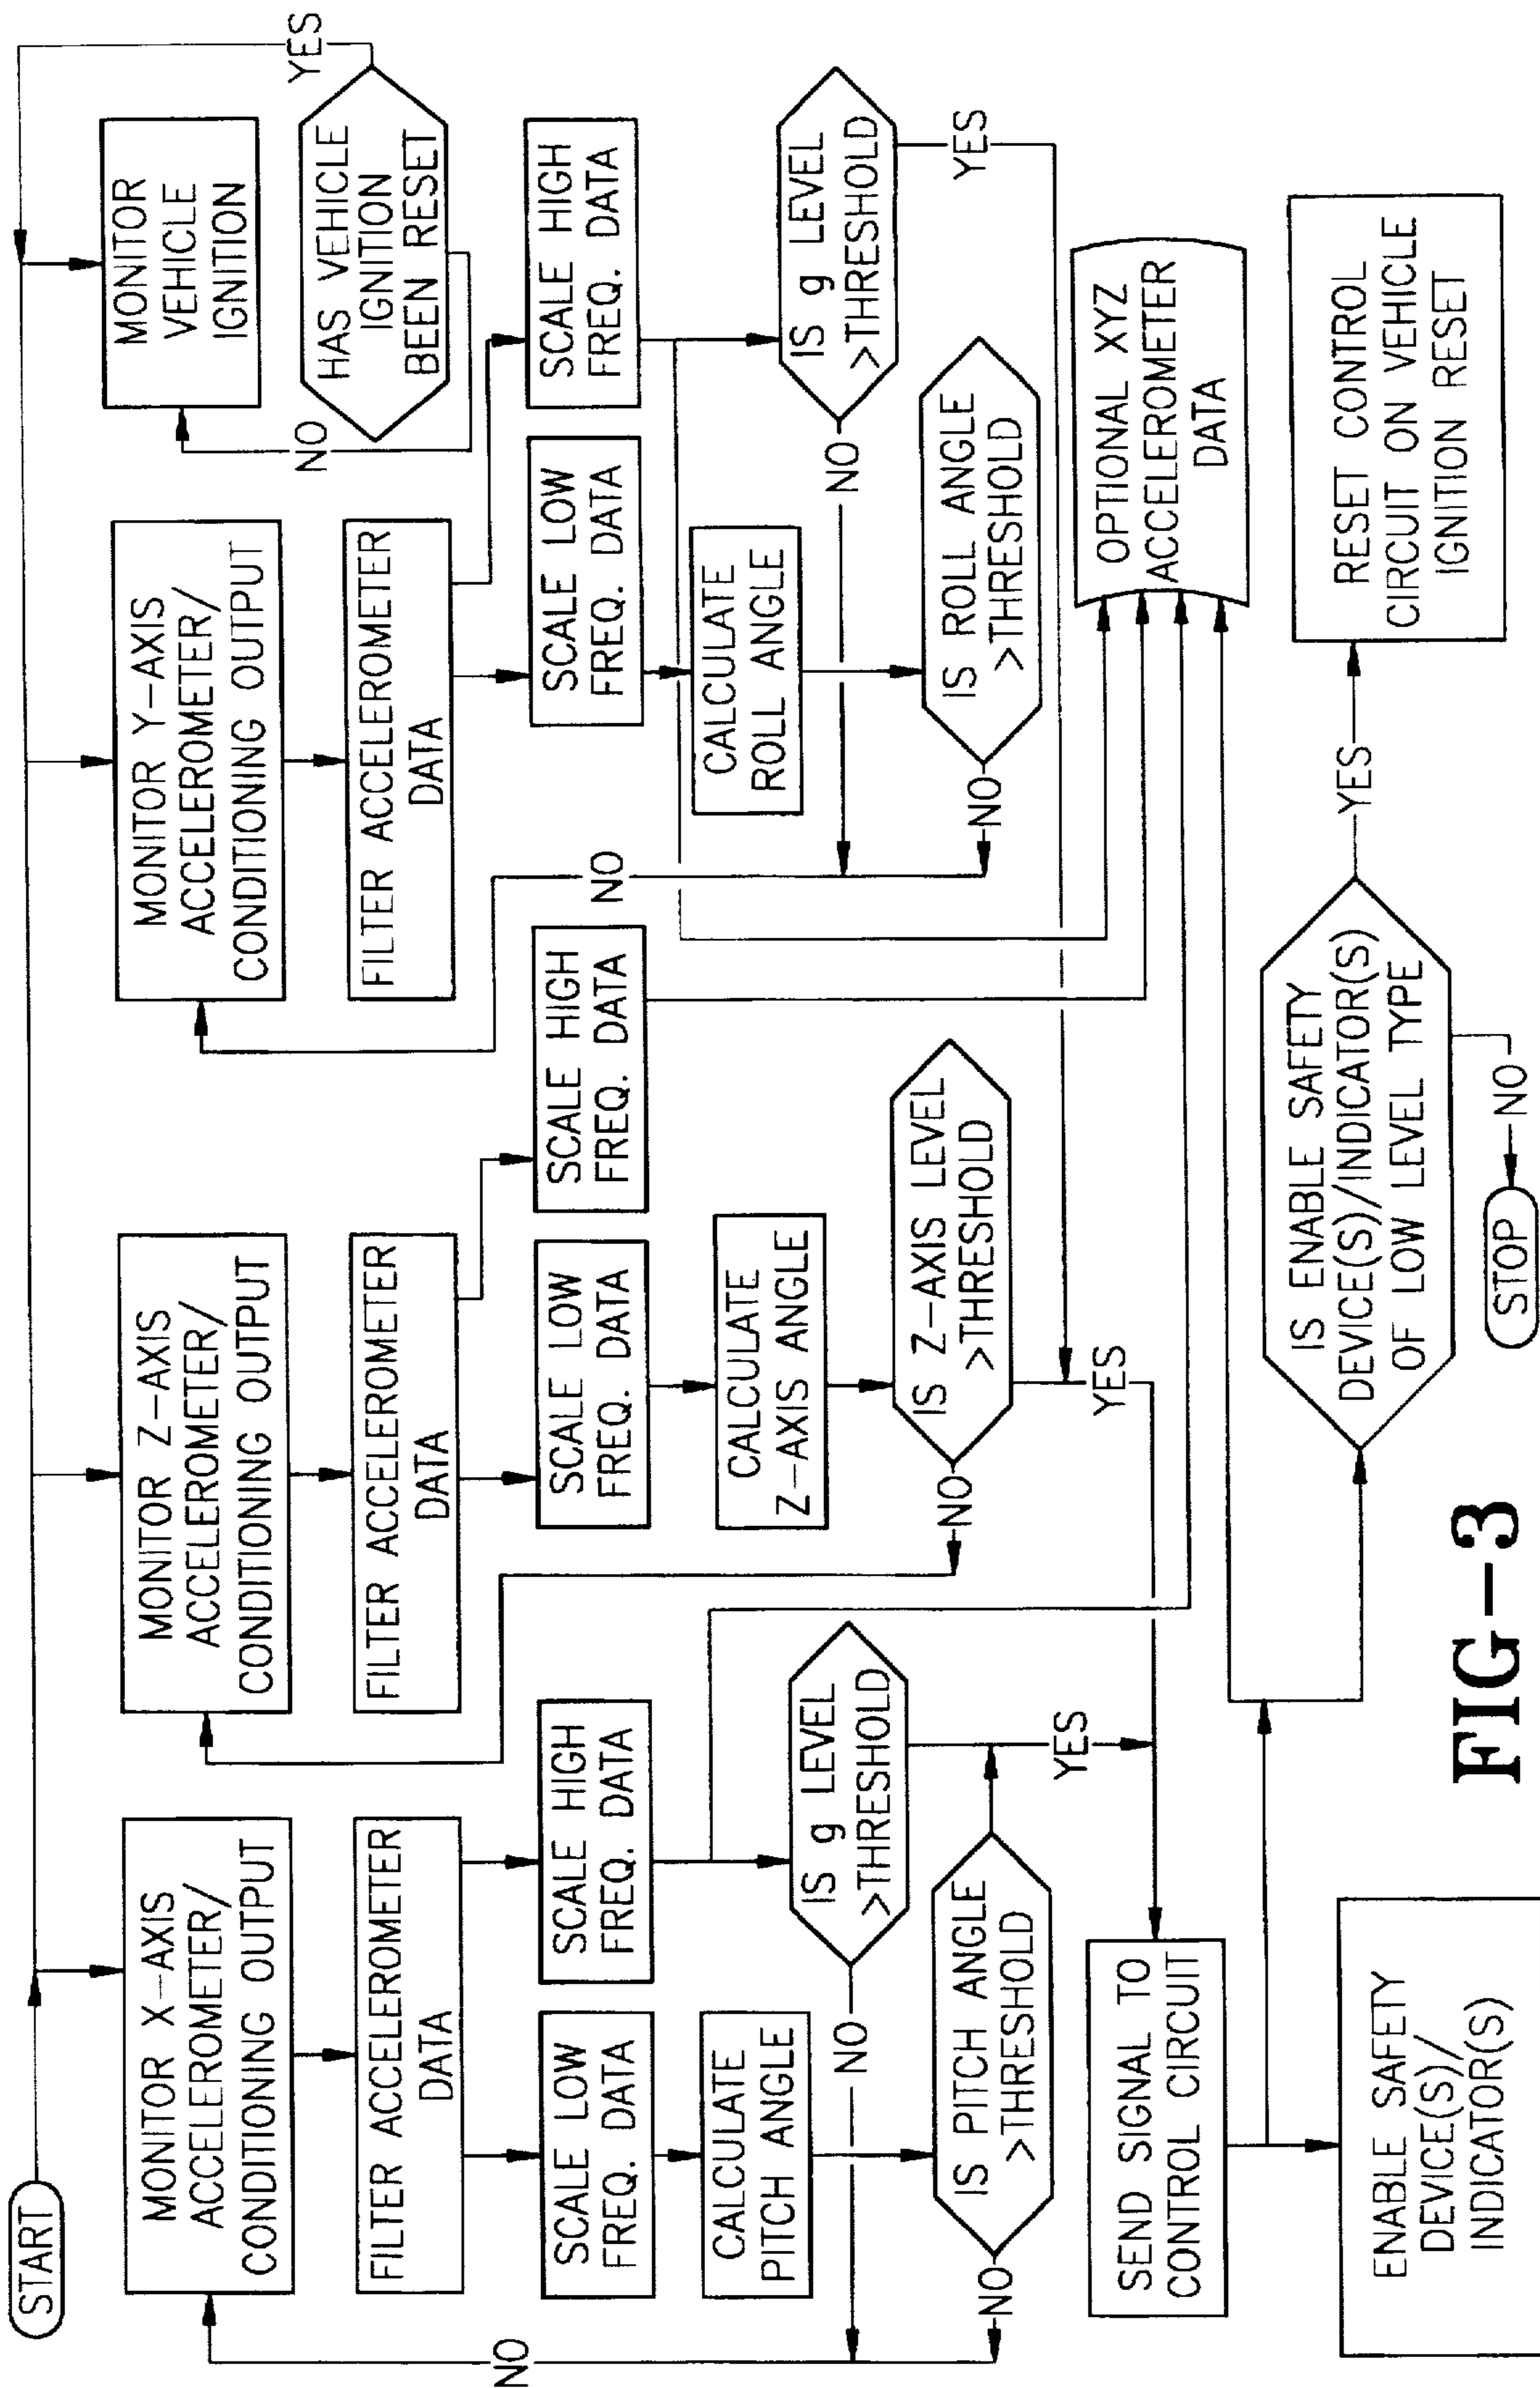 START
MONITOR X-AXIS
ACCELEROMETER/
CONDITIONING OUTPUT
MONITOR Z-AXIS
ACCELEROMETER/
CONDITIONING OUTPUT
MONITOR Y-AXIS
ACCELEROMETER/
CONDITIONING OUTPUT
MONITOR
VEHICLE
IGNITION
YES
HAS VEHICLE
IGNITION
BEEN RESET
NO
FILTER ACCELEROMETER
DATA
FILTER ACCELEROMETER
DATA
FILTER ACCELEROMETER
DATA
NO
SCALE LOW
FREQ. DATA
SCALE HIGH
FREQ. DATA
SCALE LOW
FREQ. DATA
SCALE HIGH
FREQ. DATA
NO
SCALE LOW
FREQ. DATA
SCALE HIGH
FREQ. DATA
CALCULATE
PITCH ANGLE
CALCULATE
Z-AXIS ANGLE
CALCULATE
ROLL ANGLE
IS g LEVEL
>THRESHOLD
NO
IS g LEVEL
>THRESHOLD
NO
YES
IS PITCH ANGLE
>THRESHOLD
NO
YES
IS Z-AXIS LEVEL
>THRESHOLD
NO
YES
IS ROLL ANGLE
>THRESHOLD
NO
SEND SIGNAL TO
CONTROL CIRCUIT
OPTIONAL XYZ
ACCELEROMETER
DATA
ENABLE SAFETY
DEVICE(S)/
INDICATOR(S)
IS ENABLE SAFETY
DEVICE(S)/INDICATOR(S)
OF LOW LEVEL TYPE
YES
RESET CONTROL
CIRCUIT ON VEHICLE
IGNITION RESET
NO
STOP
FIG-3